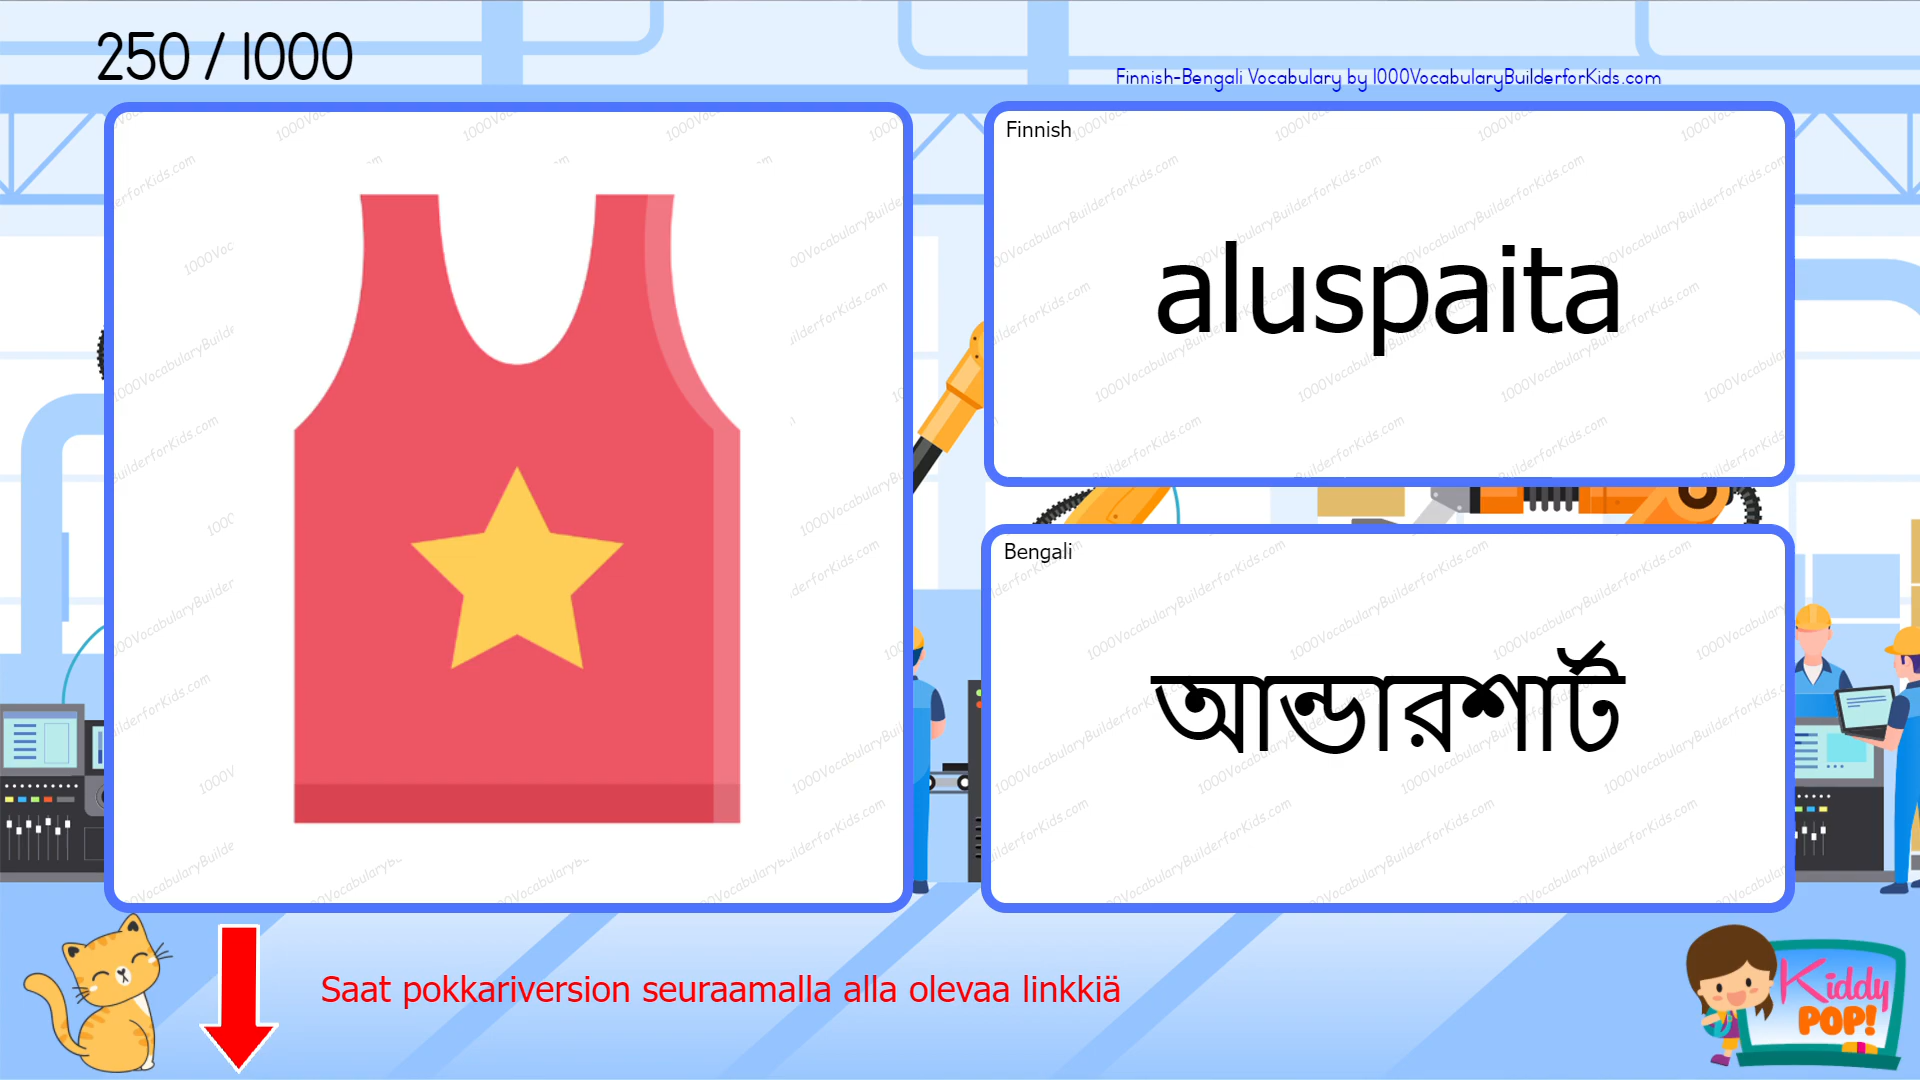 250 / 1000
Finnish-Bengali Vocabulary by 1000VocabularyBuilderforKids.com
Finnish
aluspaita
Bengali
আন্ডারশার্ট
Saat pokkariversion seuraamalla alla olevaa linkkiä
Kiddy
POP!